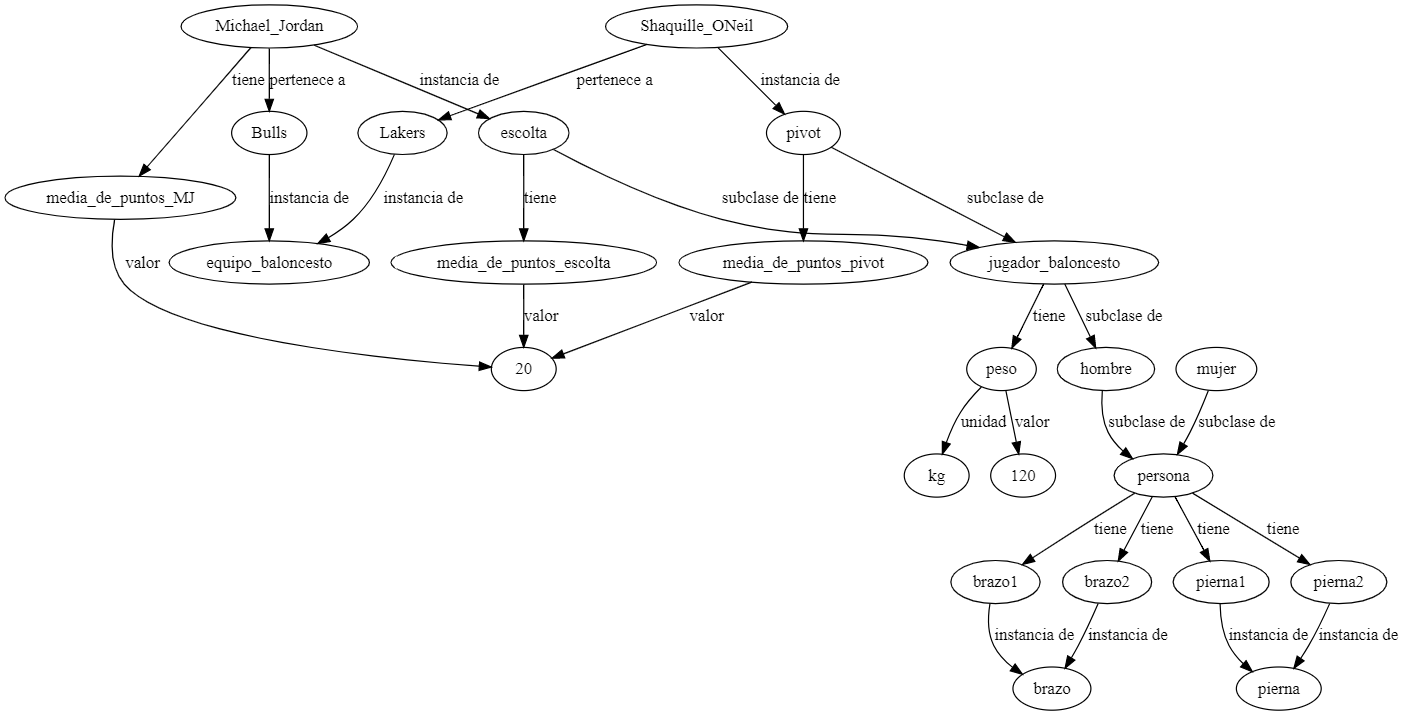 Michael_Jordan Shaquille_ONeil
tiene pertenece a instancia de pertenece a instancia de
Bulls Lakers escolta pivot
media_de_puntos_MJ instancia de instancia de tiene subclase de tiene subclase de
valor equipo_baloncesto media_de_puntos_escolta media_de_puntos_pivot jugador_baloncesto
valor valor tiene subclase de
20 peso hombre mujer
unidad valor subclase de subclase de
kg 120 persona
tiene tiene tiene tiene
brazo1 brazo2 pierna1 pierna2
instancia de instancia de instancia de instancia de
brazo pierna